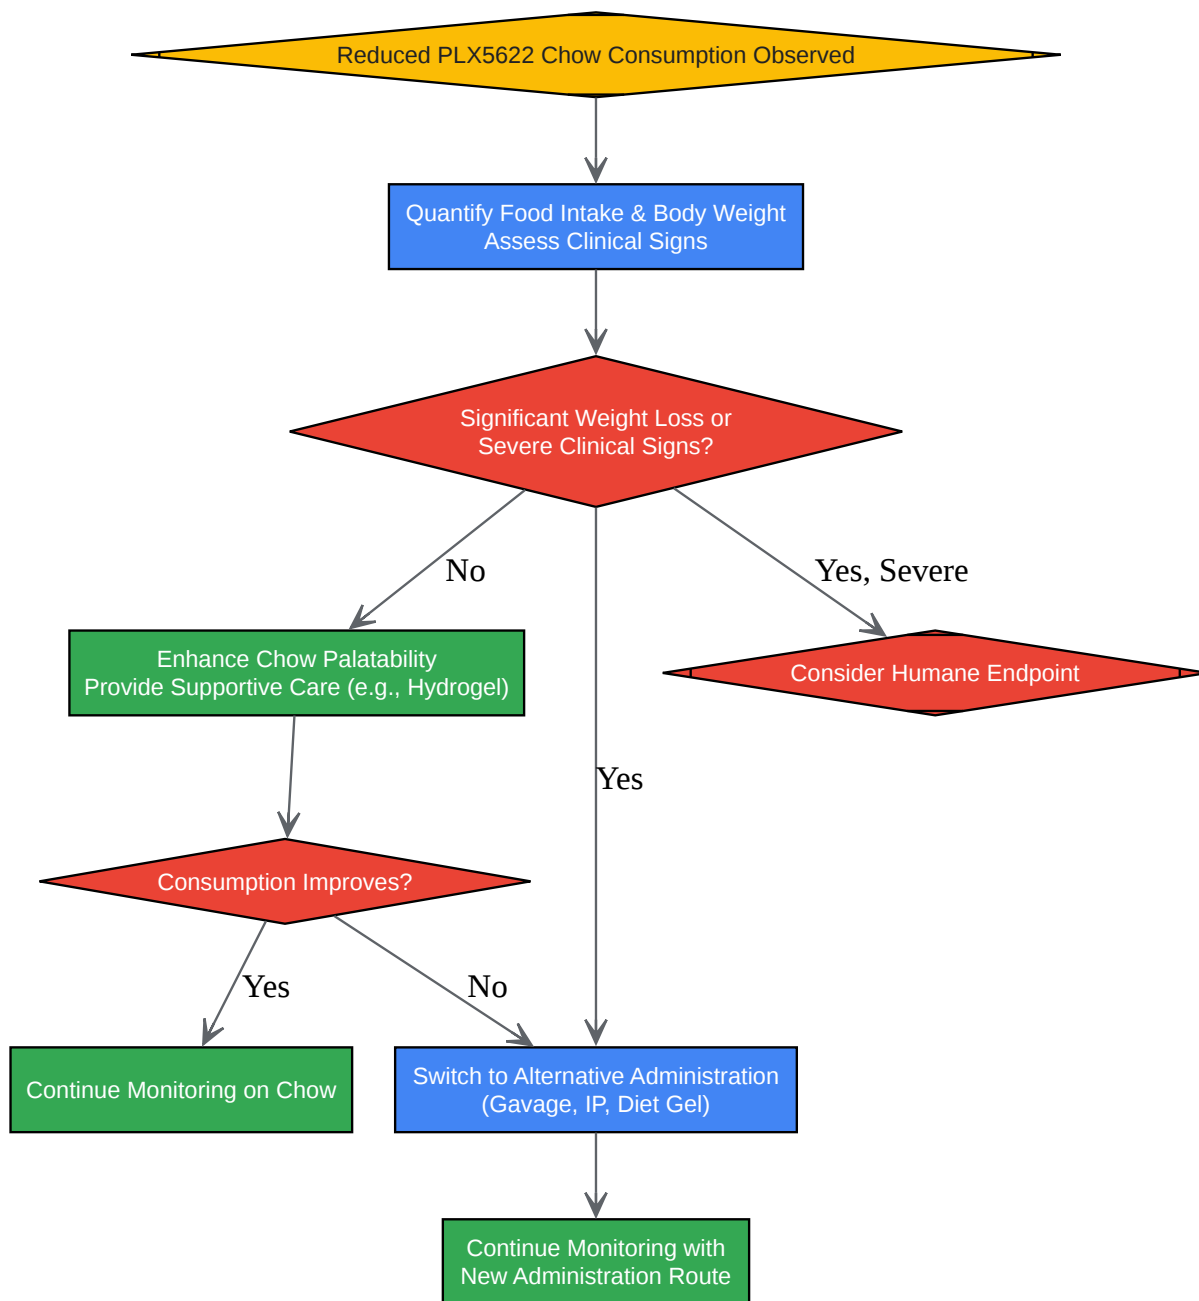 Reduced PLX5622 Chow Consumption Observed
Quantify Food Intake & Body Weight
Assess Clinical Signs
Significant Weight Loss or
Severe Clinical Signs?
No
Yes, Severe
Enhance Chow Palatability
Provide Supportive Care (e.g., Hydrogel)
Consider Humane Endpoint
Yes
Consumption Improves?
Yes
No
Continue Monitoring on Chow
Switch to Alternative Administration
(Gavage, IP, Diet Gel)
Continue Monitoring with
New Administration Route